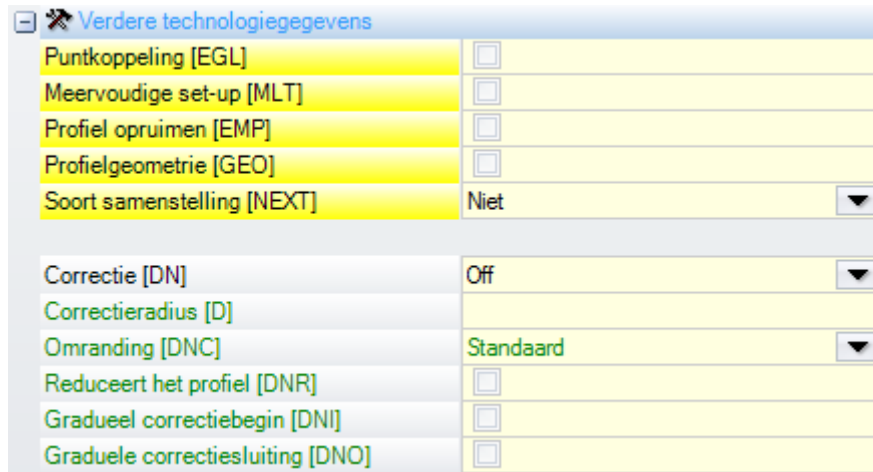 Verdere technologiegegevens
Puntkoppeling [EGL]
Meervoudige set-up [MLT]
Profiel opruimen [EMP]
Profielgeometrie [GEO]
Soort samenstelling [NEXT] Niet
Correctie [DN] Off
Correctieradius [D]
Omranding [DNC] Standaard
Reduceert het profiel [DNR]
Gradueel correctiebegin [DNI]
Graduele correctiesluiting [DNO]